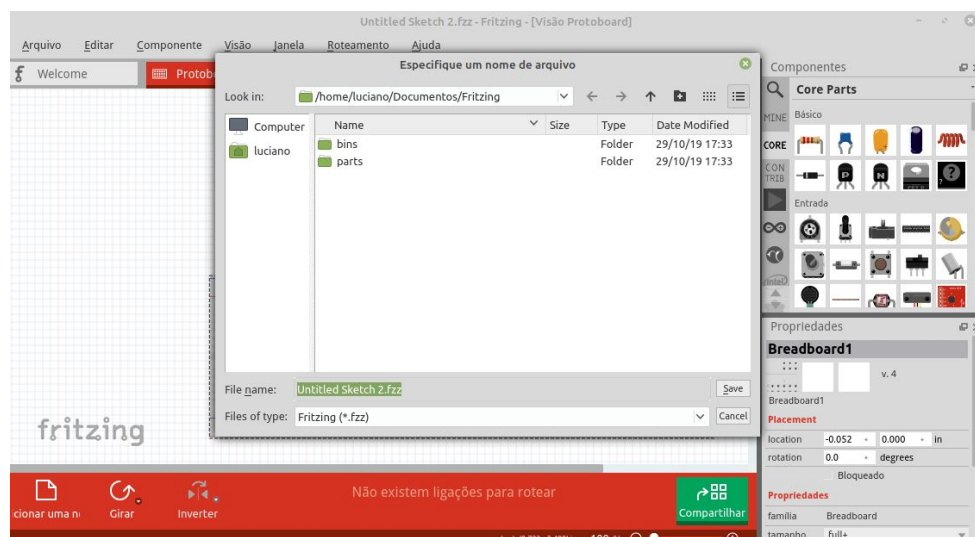 Untitled Sketch 2.fzz - Fritzing - [Visão Protoboard]
Arquivo Editar Componente Visão Janela Roteamento Ajuda
Welcome
Protob
Especifique um nome de arquivo
Look in: /home/luciano/Documentos/Fritzing
Computer
luciano
Name Size Type Date Modified
bins Folder 29/10/19 17:33
parts Folder 29/10/19 17:33
File name: Untitled Sketch 2.fzz Save
Files of type: Fritzing (*.fzz) Cancel
fritzing
cionar uma n
Girar
Inverter
Não existem ligações para rotear
Compartilhar
Componentes
Core Parts
MINE
CORE
CON
TRIB
Básico
P
N
?
Entrada
Propriedades
Breadboard1
v. 4
Breadboard1
Placement
location -0.052 0.000 in
rotation 0.0 degrees
Bloqueado
Propriedades
família Breadboard
tamanho full+